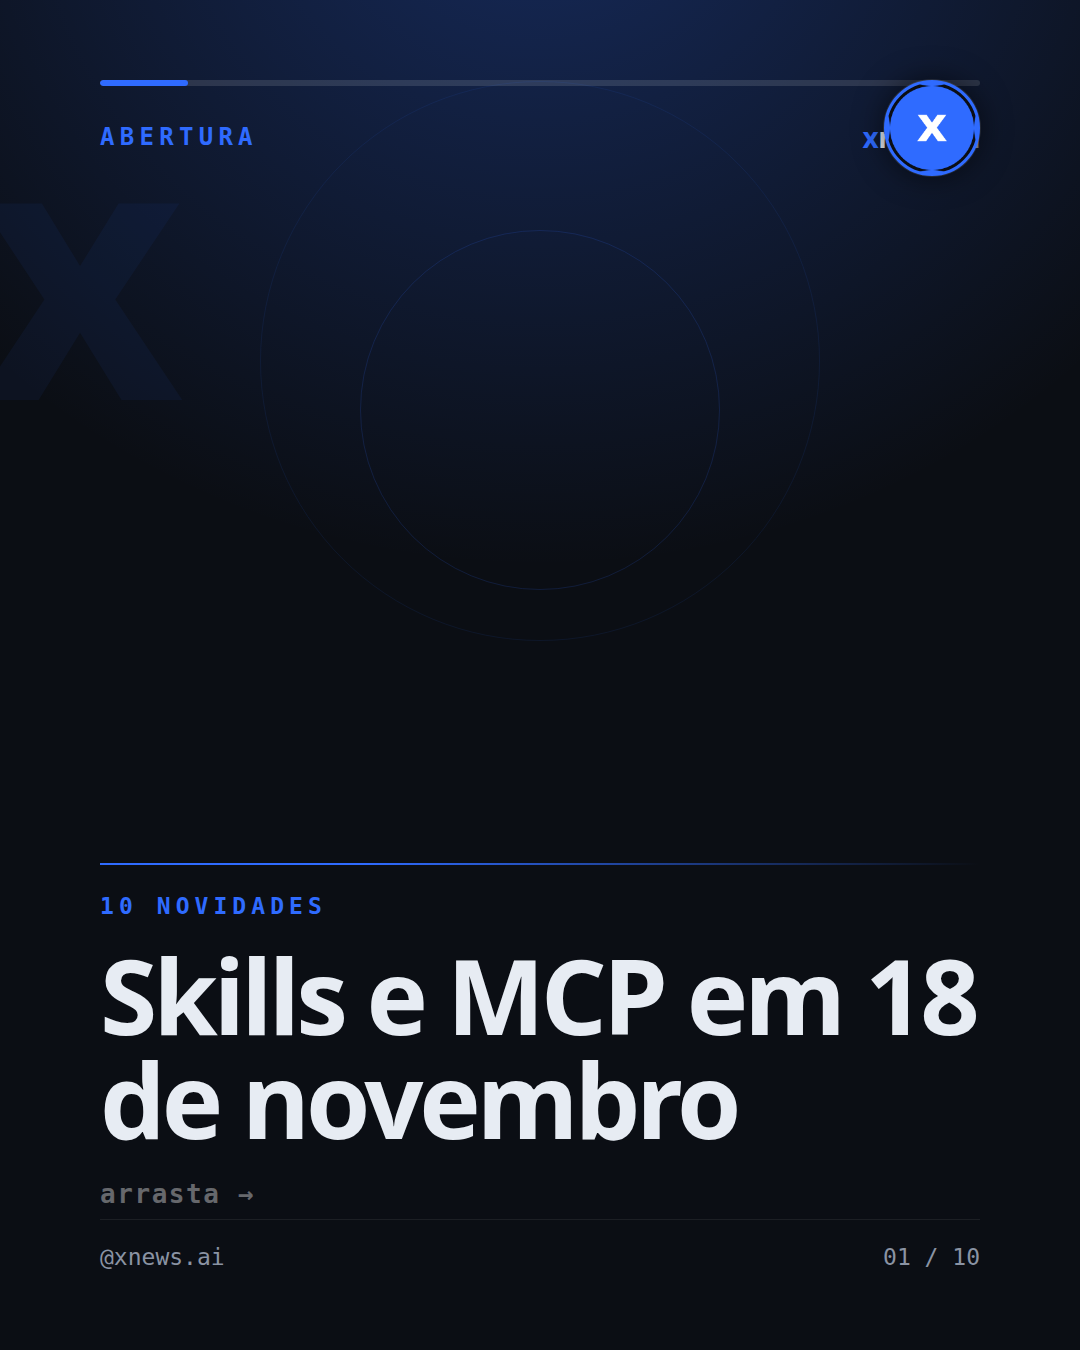 ABERTURA
x
x
10 NOVIDADES
Skills e MCP em 18
de novembro
arrasta →
@xnews.ai
01 / 10